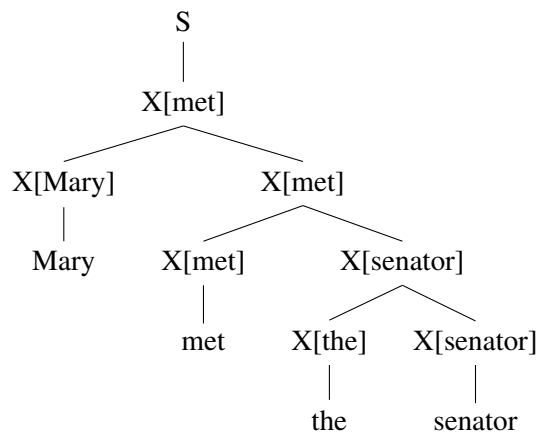 S
X[met]
X[Mary] X[met]
Mary X[met] X[senator]
met X[the] X[senator]
the senator